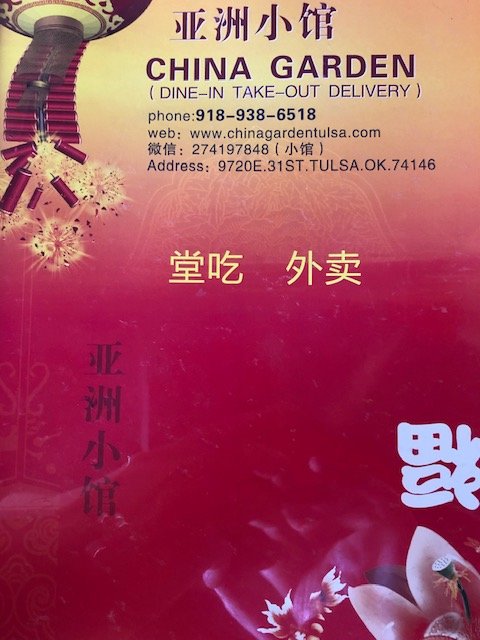 亚洲小馆
CHINA GARDEN
(DINE-IN TAKE-OUT DELIVERY)
phone:918-938-6518
web: www.chinagardentulsa.com
微信: 274197848 (小馆)
Address: 9720E.31ST.TULSA.OK.74146
堂吃 外卖
亚洲小馆
福